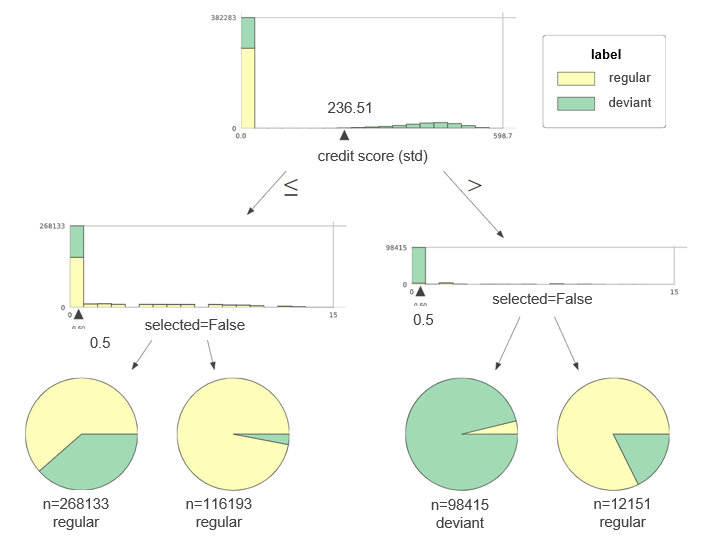 382283
0
0.0
598.7
236.51
credit score (std)
label
regular
deviant
≤
>
268133
0
0
15
0.50
selected=False
0.5
98415
0
0
15
0.50
selected=False
0.5
n=268133
regular
n=116193
regular
n=98415
deviant
n=12151
regular